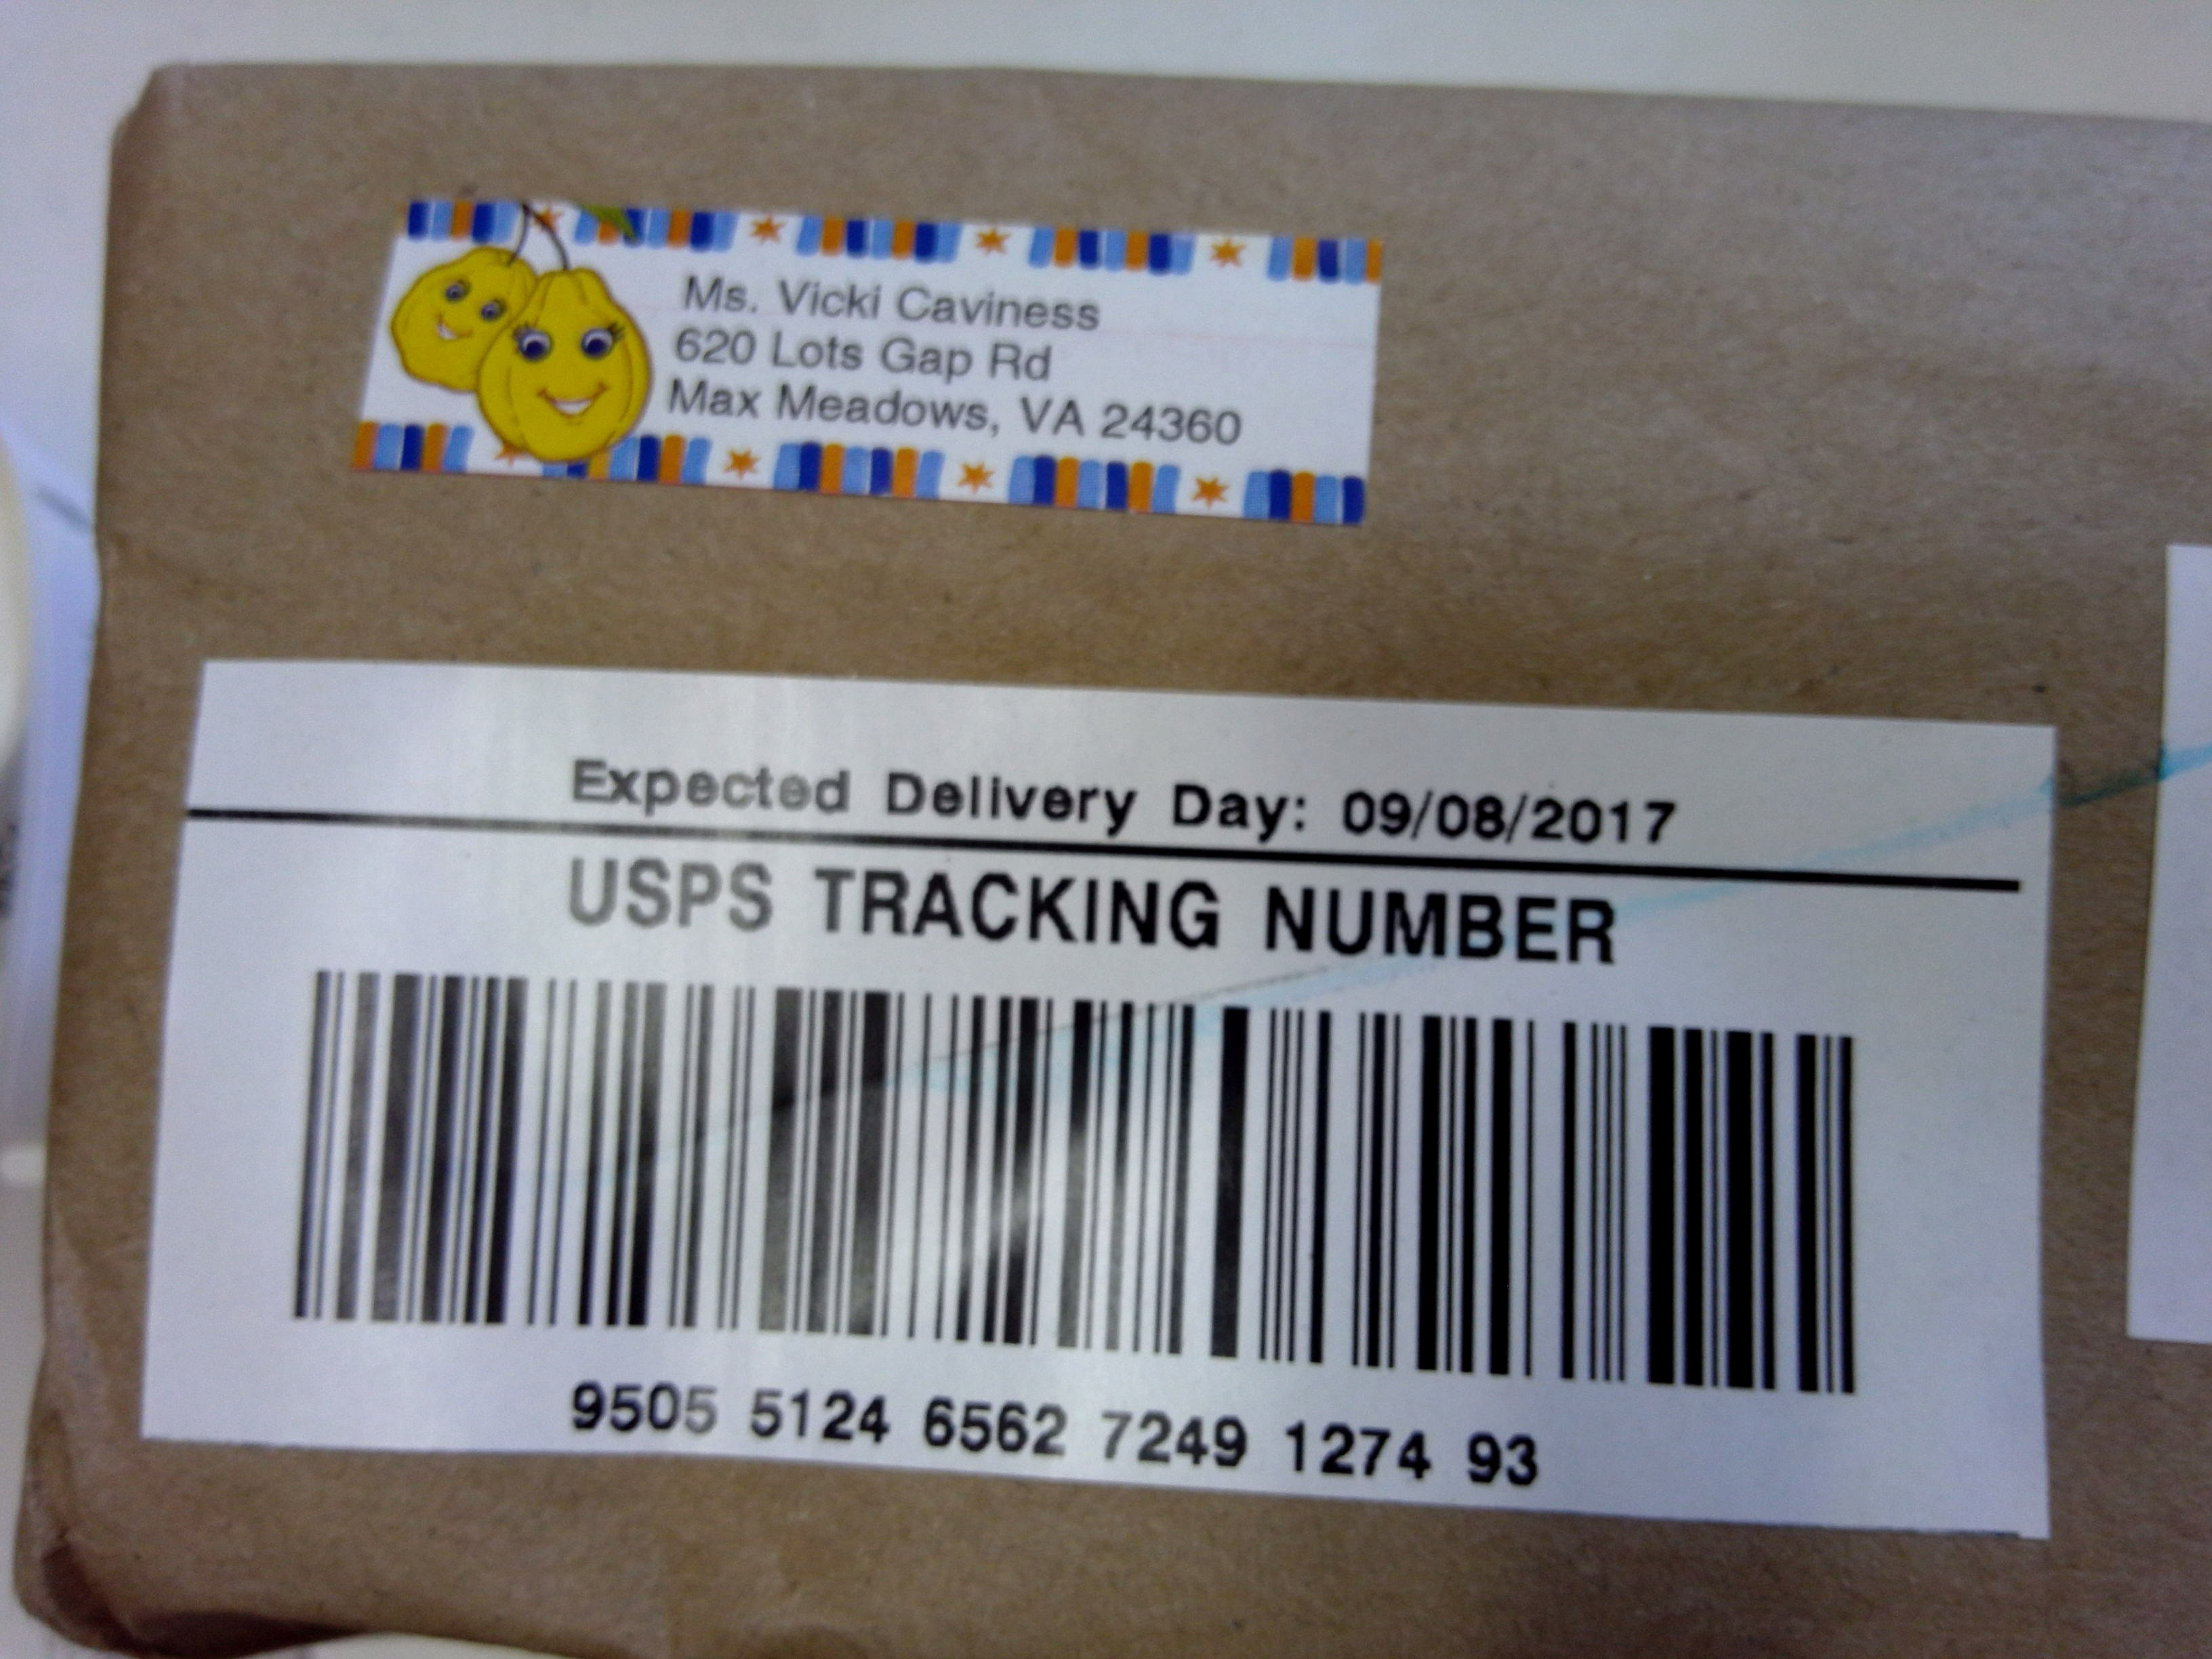 Ms. Vicki Caviness
620 Lots Gap Rd
Max Meadows, VA 24360
Expected Delivery Day: 09/08/2017
USPS TRACKING NUMBER
9505 5124 6562 7249 1274 93